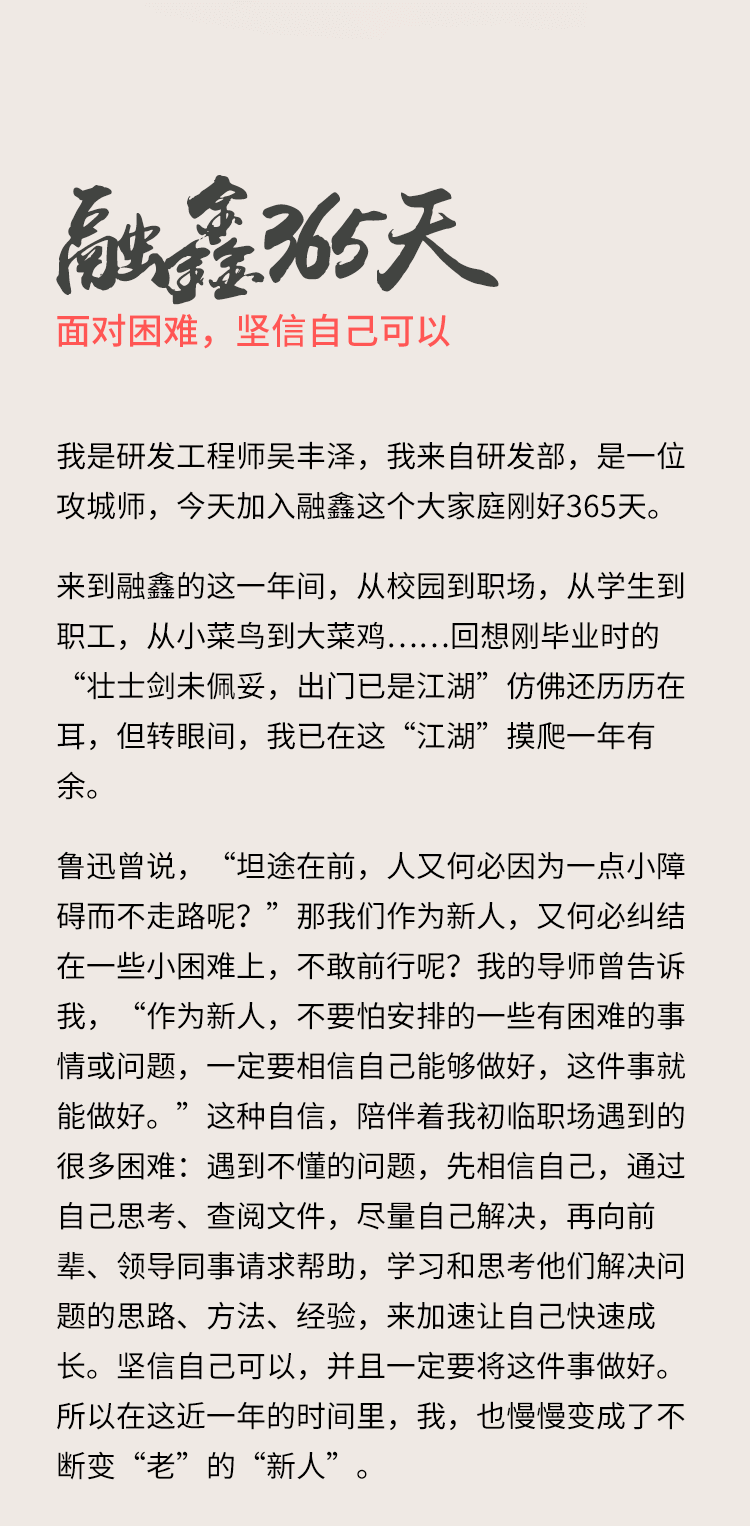 融鑫365天
面对困难，坚信自己可以
我是研发工程师吴丰泽，我来自研发部，是一位
攻城师，今天加入融鑫这个大家庭刚好365天。
来到融鑫的这一年间，从校园到职场，从学生到
职工，从小菜鸟到大菜鸡……回想刚毕业时的
“壮士剑未佩妥，出门已是江湖”仿佛还历历在
耳，但转眼间，我已在这“江湖”摸爬一年有
余。
鲁迅曾说，“坦途在前，人又何必因为一点小障
碍而不走路呢？”那我们作为新人，又何必纠结
在一些小困难上，不敢前行呢？我的导师曾告诉
我，“作为新人，不要怕安排的一些有困难的事
情或问题，一定要相信自己能够做好，这件事就
能做好。”这种自信，陪伴着我初临职场遇到的
很多困难：遇到不懂的问题，先相信自己，通过
自己思考、查阅文件，尽量自己解决，再向前
辈、领导同事请求帮助，学习和思考他们解决问
题的思路、方法、经验，来加速让自己快速成
长。坚信自己可以，并且一定要将这件事做好。
所以在这近一年的时间里，我，也慢慢变成了不
断变“老”的“新人”。